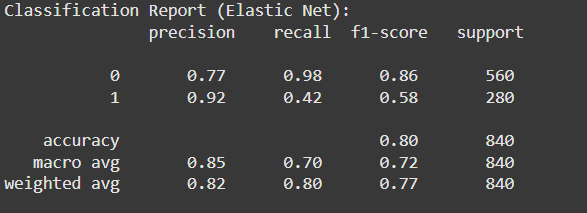 Classification Report (Elastic Net):
precision recall f1-score support
0 0.77 0.98 0.86 560
1 0.92 0.42 0.58 280
accuracy 0.80 840
macro avg 0.85 0.70 0.72 840
weighted avg 0.82 0.80 0.77 840